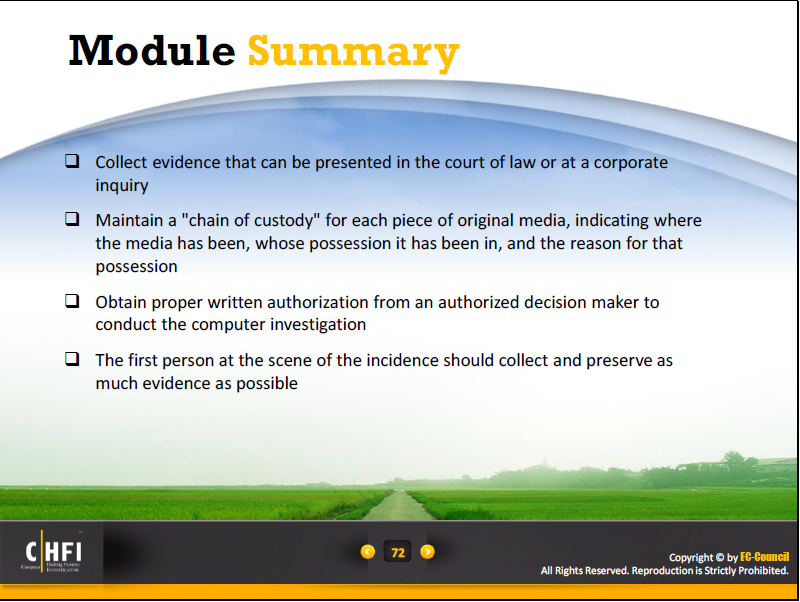 Module Summary
❑ Collect evidence that can be presented in the court of law or at a corporate
inquiry
❑ Maintain a "chain of custody" for each piece of original media, indicating where
the media has been, whose possession it has been in, and the reason for that
possession
❑ Obtain proper written authorization from an authorized decision maker to
conduct the computer investigation
❑ The first person at the scene of the incidence should collect and preserve as
much evidence as possible
CHFI
Computer Hacking Forensic
INVESTIGATOR
72
Copyright © by EC-Council
All Rights Reserved. Reproduction is Strictly Prohibited.